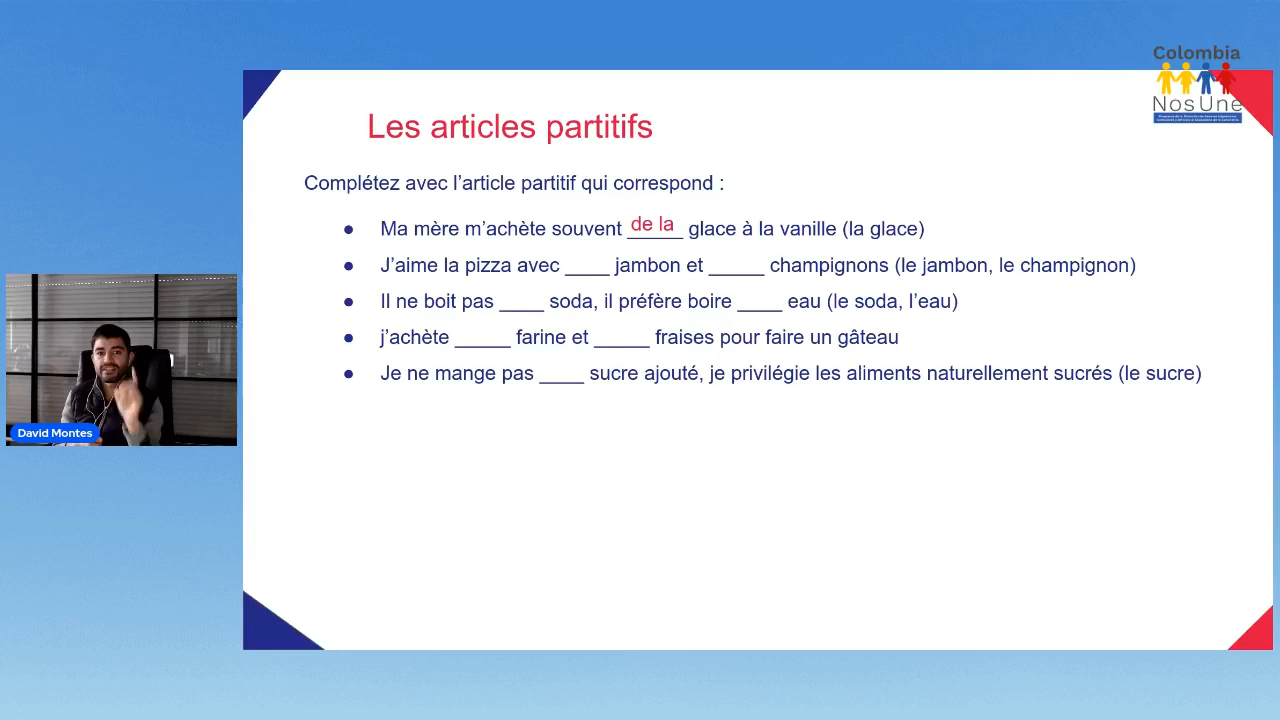 Colombia
NosUne
Les articles partitifs
Complétez avec l’article partitif qui correspond :
● Ma mère m’achète souvent de la glace à la vanille (la glace)
● J’aime la pizza avec ____ jambon et _____ champignons (le jambon, le champignon)
● Il ne boit pas ____ soda, il préfère boire ____ eau (le soda, l’eau)
● j’achète _____ farine et _____ fraises pour faire un gâteau
● Je ne mange pas ____ sucre ajouté, je privilégie les aliments naturellement sucrés (le sucre)
David Montes